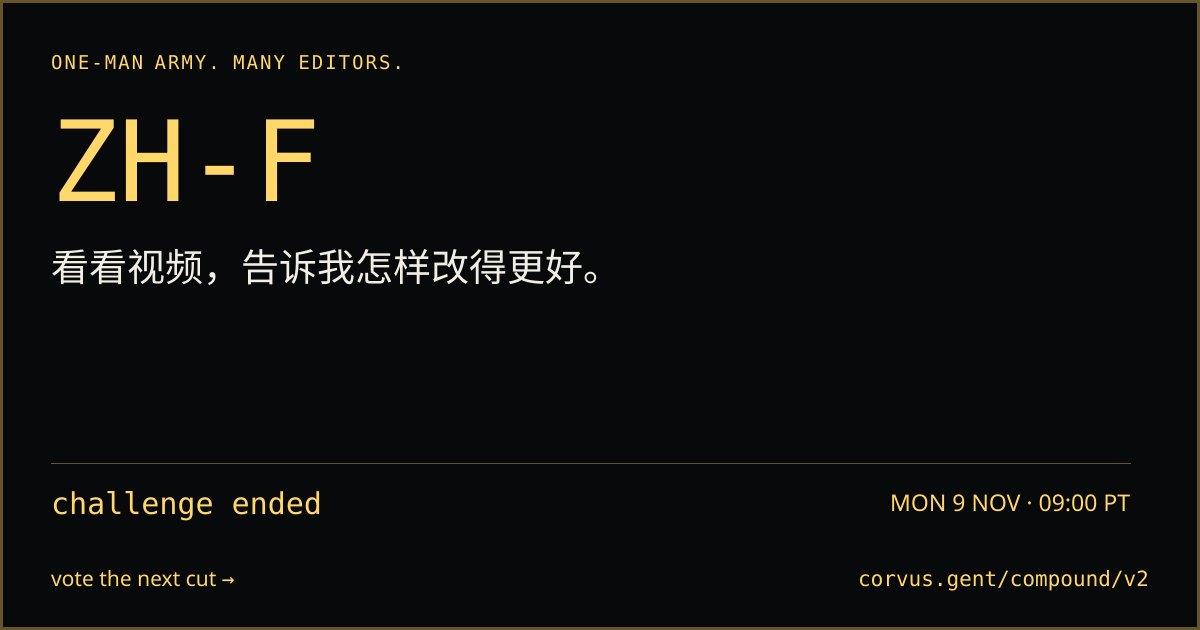 ONE-MAN ARMY. MANY EDITORS.
ZH-F
看看视频，告诉我怎样改得更好。
challenge ended
MON 9 NOV · 09:00 PT
vote the next cut →
corvus.gent/compound/v2